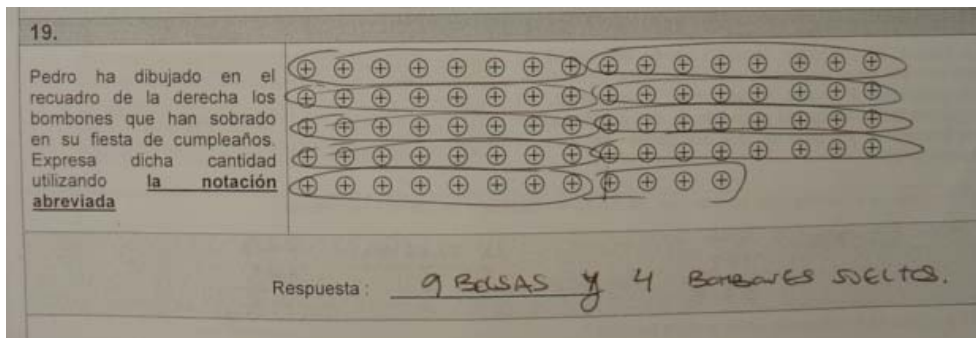 19.
Pedro ha dibujado en el
recuadro de la derecha los
bombones que han sobrado
en su fiesta de cumpleaños.
Expresa dicha cantidad
utilizando la notación
abreviada
Respuesta : 9 BOLSAS y 4 BOMBONES SUELTOS.